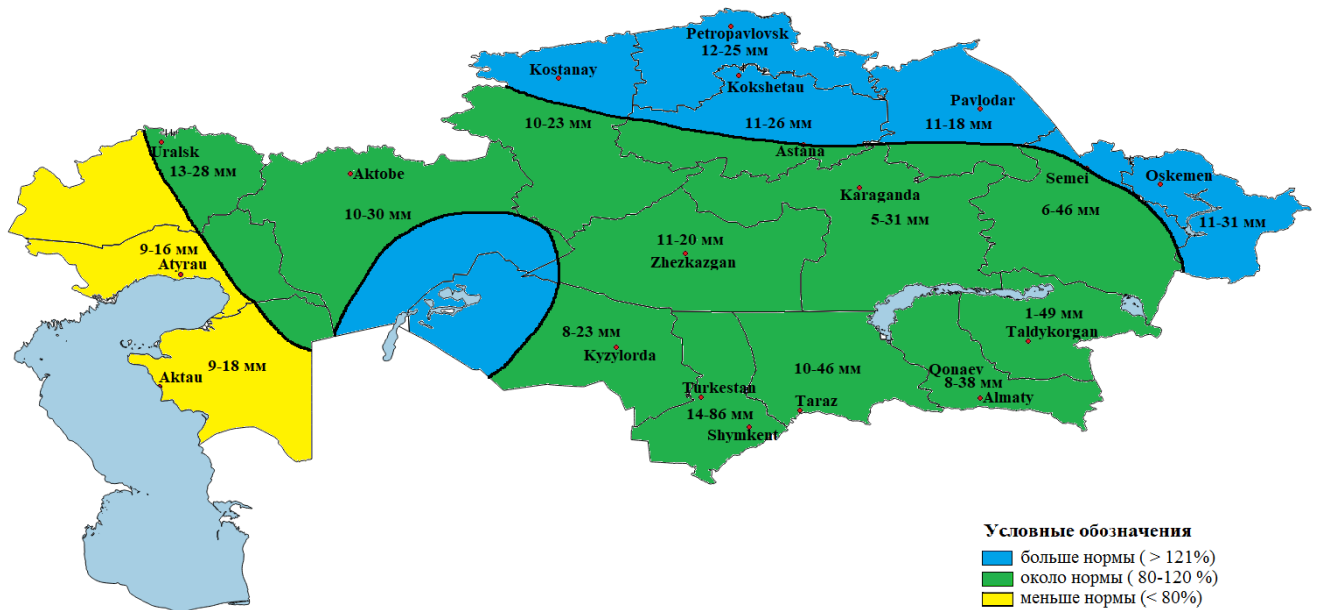 Petropavlovsk
12-25 мм
Kostanay
Kokshetau
Pavlodar
10-23 мм
11-26 мм
11-18 мм
Uralsk
13-28 мм
Astana
Aktobe
Karaganda
Semei
Oskemen
10-30 мм
5-31 мм
6-46 мм
11-31 мм
9-16 мм
Atyrau
11-20 мм
Zhezkazgan
1-49 мм
Taldykorgan
8-23 мм
Kyzylorda
9-18 мм
Aktau
10-46 мм
Qonaev
8-38 мм
Almaty
Turkestan
Taraz
14-86 мм
Shymkent
Условные обозначения
больше нормы ( > 121%)
около нормы ( 80-120 %)
меньше нормы (< 80%)